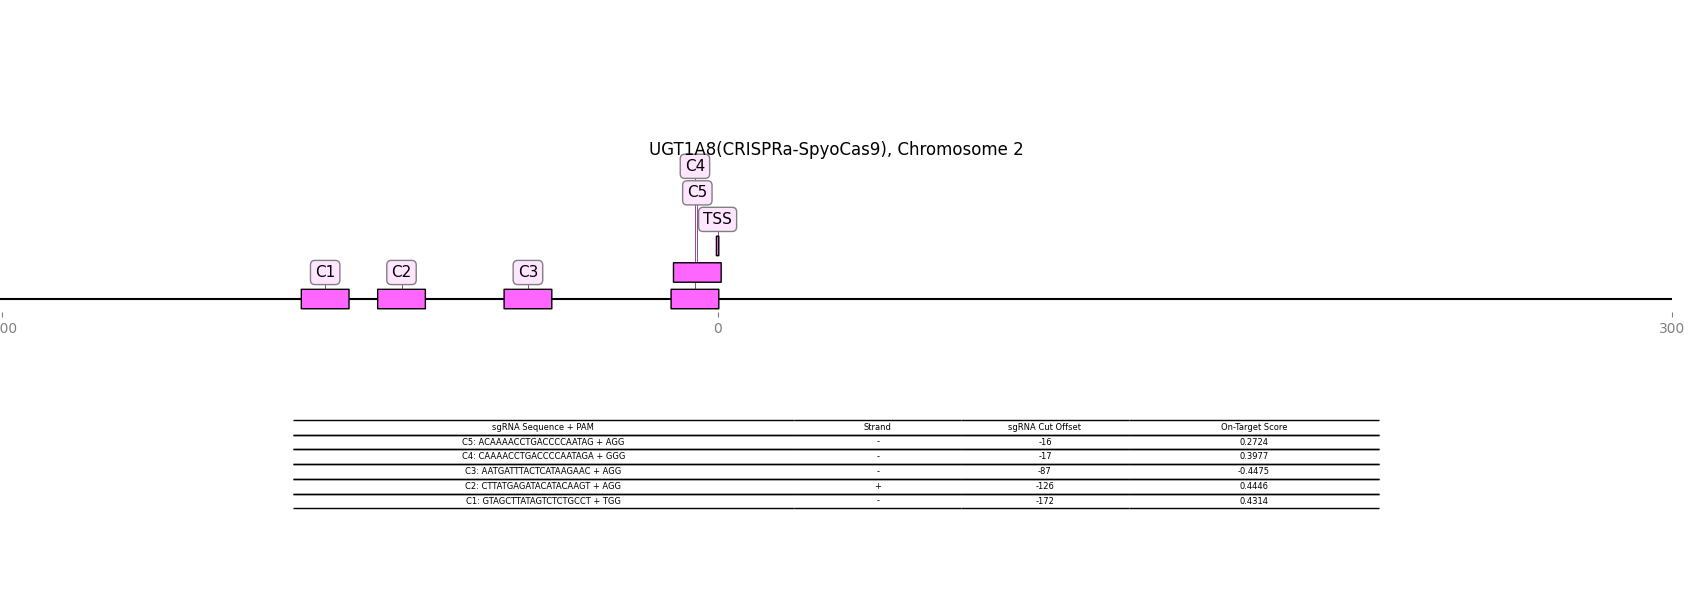 UGT1A8(CRISPRa-SpyoCas9), Chromosome 2
C4
C5
TSS
C1 C2 C3
00 0 300
sgRNA Sequence + PAM Strand sgRNA Cut Offset On-Target Score
C5: ACAAAACCTGACCCCAATAG + AGG - -16 0.2724
C4: CAAAACCTGACCCCAATAGA + GGG - -17 0.3977
C3: AATGATTTACTCATAAGAAC + AGG - -87 -0.4475
C2: CTTATGAGATACATACAAGT + AGG + -126 0.4446
C1: GTAGCTTATAGTCTCTGCCT + TGG - -172 0.4314